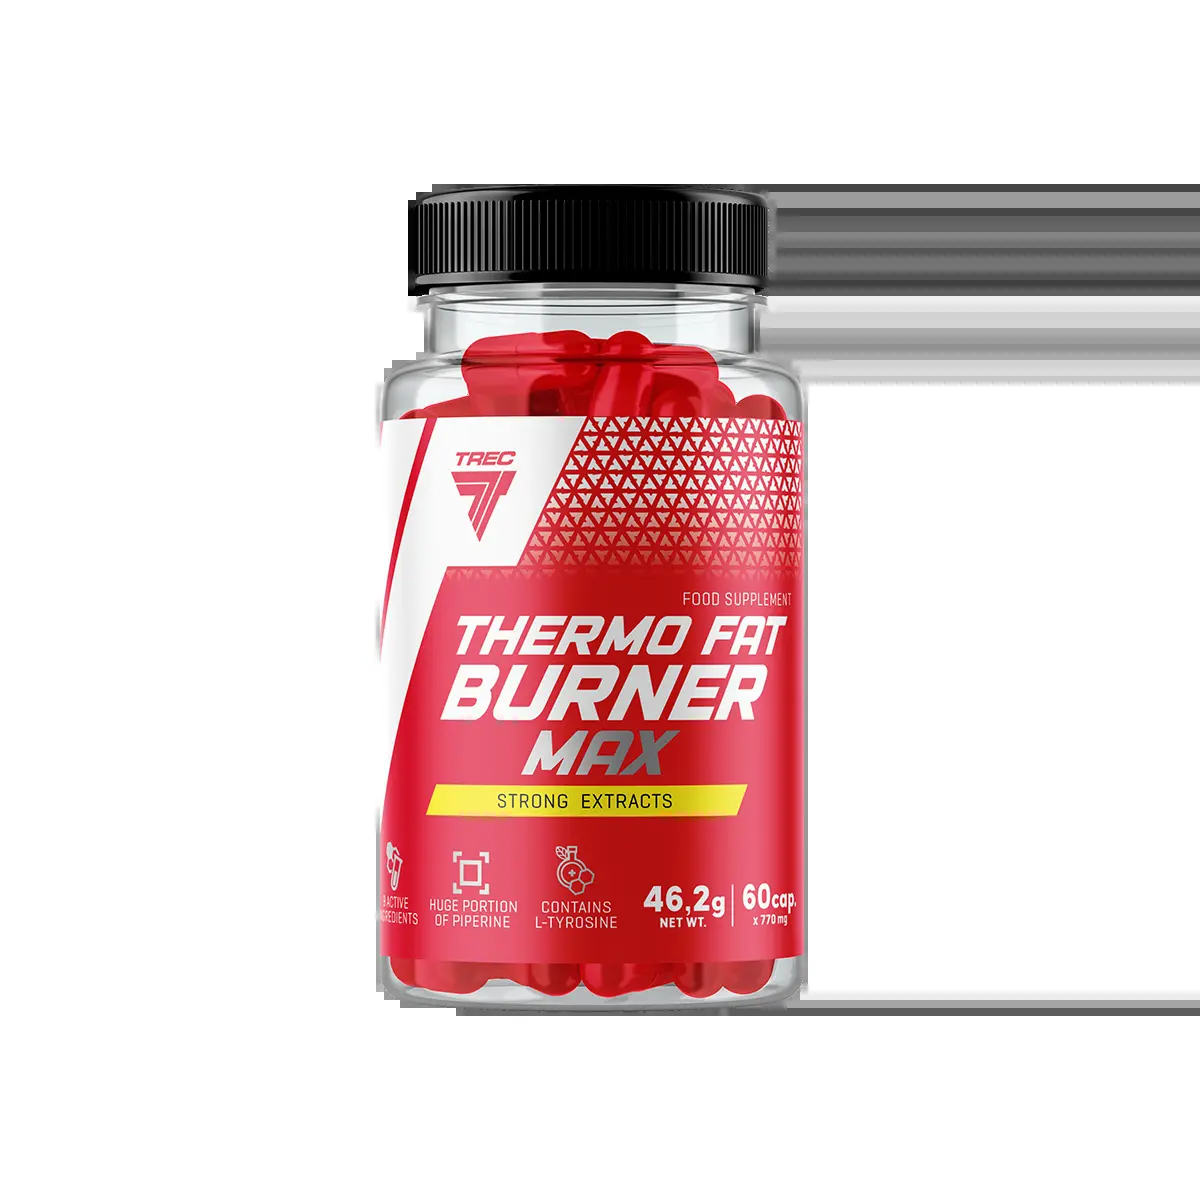 TREC
FOOD SUPPLEMENT
THERMO FAT
BURNER
MAX
STRONG EXTRACTS
ACTIVE
HUGE PORTION
OF PIPERINE
CONTAINS
L-TYROSINE
46,2g
NET WT.
60cap.
x 770 mg